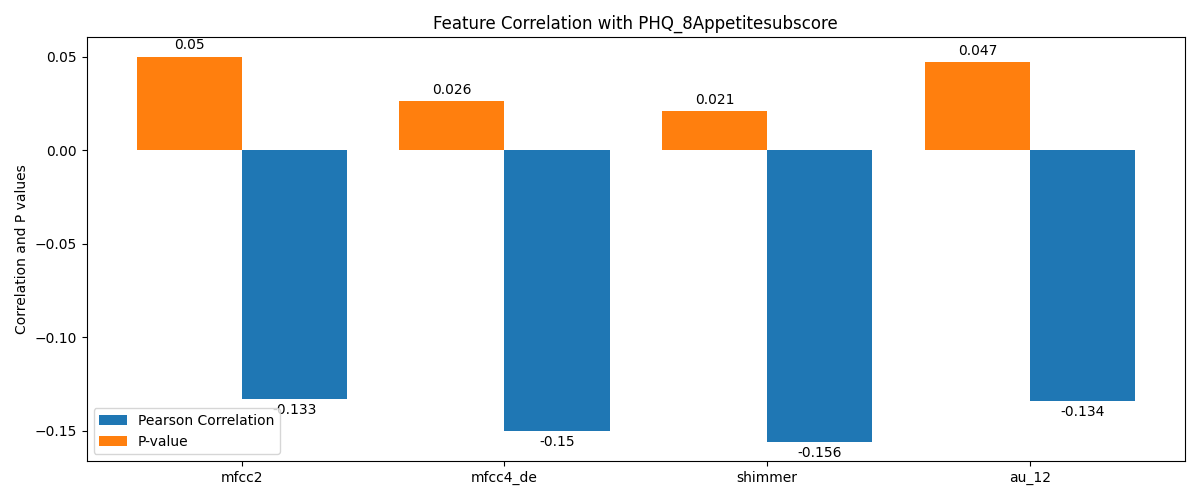 Feature Correlation with PHQ_8Appetitesubscore
Correlation and P values
0.05
0.00
−0.05
−0.10
−0.15
0.05
0.026
0.021
0.047
-0.133
-0.15
-0.156
-0.134
Pearson Correlation
P-value
mfcc2
mfcc4_de
shimmer
au_12